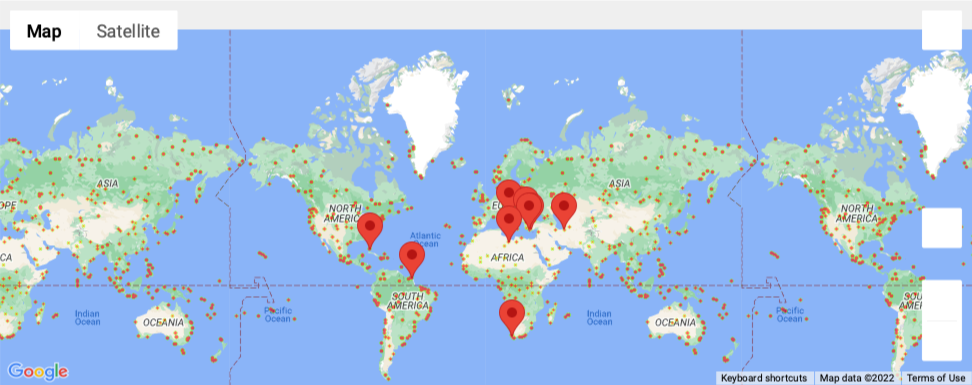 Map Satellite
ASIA
OPE
NORTH
AMERICA
Atlantic
Ocean
CA
SOUTH
AMERICA
Indian
Ocean
OCEANIA
Pacific
Ocean
ASIA
AFRICA
Indian
Ocean
OCEANIA
NORTH
AMERICA
Pacific
Ocean
Google
Keyboard shortcuts Map data ©2022 Terms of Use